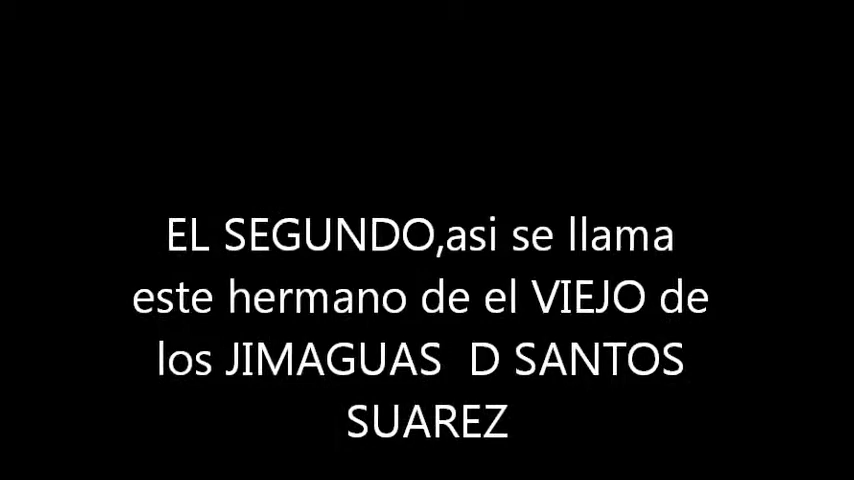 EL SEGUNDO,asi se llama
este hermano de el VIEJO de
los JIMAGUAS  D SANTOS
SUAREZ